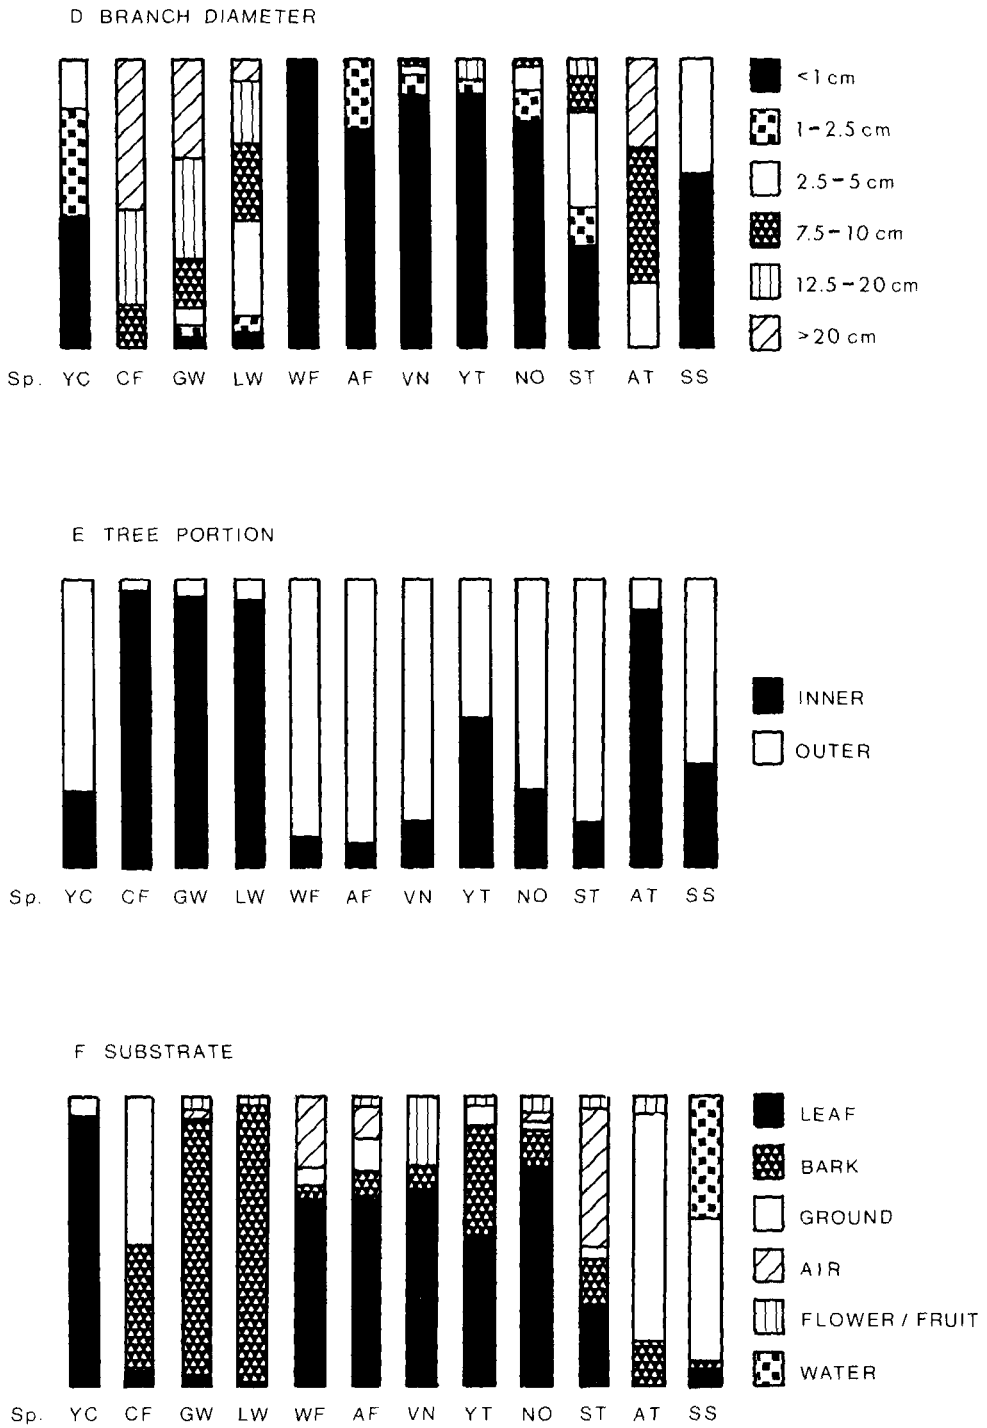 D BRANCH DIAMETER
<1 cm
1-2.5 cm
2.5-5 cm
7.5-10 cm
12.5-20 cm
>20 cm
Sp. YC CF GW LW WF AF VN YT NO ST AT SS
E TREE PORTION
INNER
OUTER
Sp. YC CF GW LW WF AF VN YT NO ST AT SS
F SUBSTRATE
LEAF
BARK
GROUND
AIR
FLOWER / FRUIT
WATER
Sp. YC CF GW LW WF AF VN YT NO ST AT SS